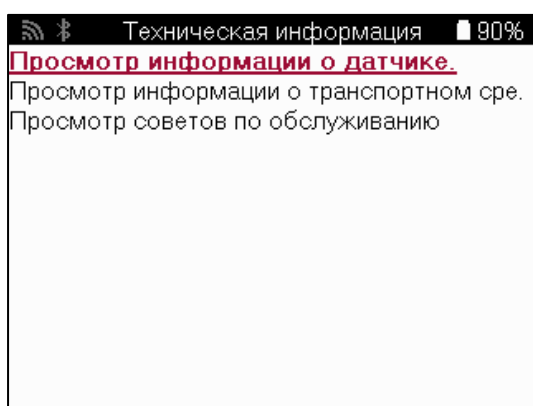 Техническая информация 90%
Просмотр информации о датчике.
Просмотр информации о транспортном сре.
Просмотр советов по обслуживанию